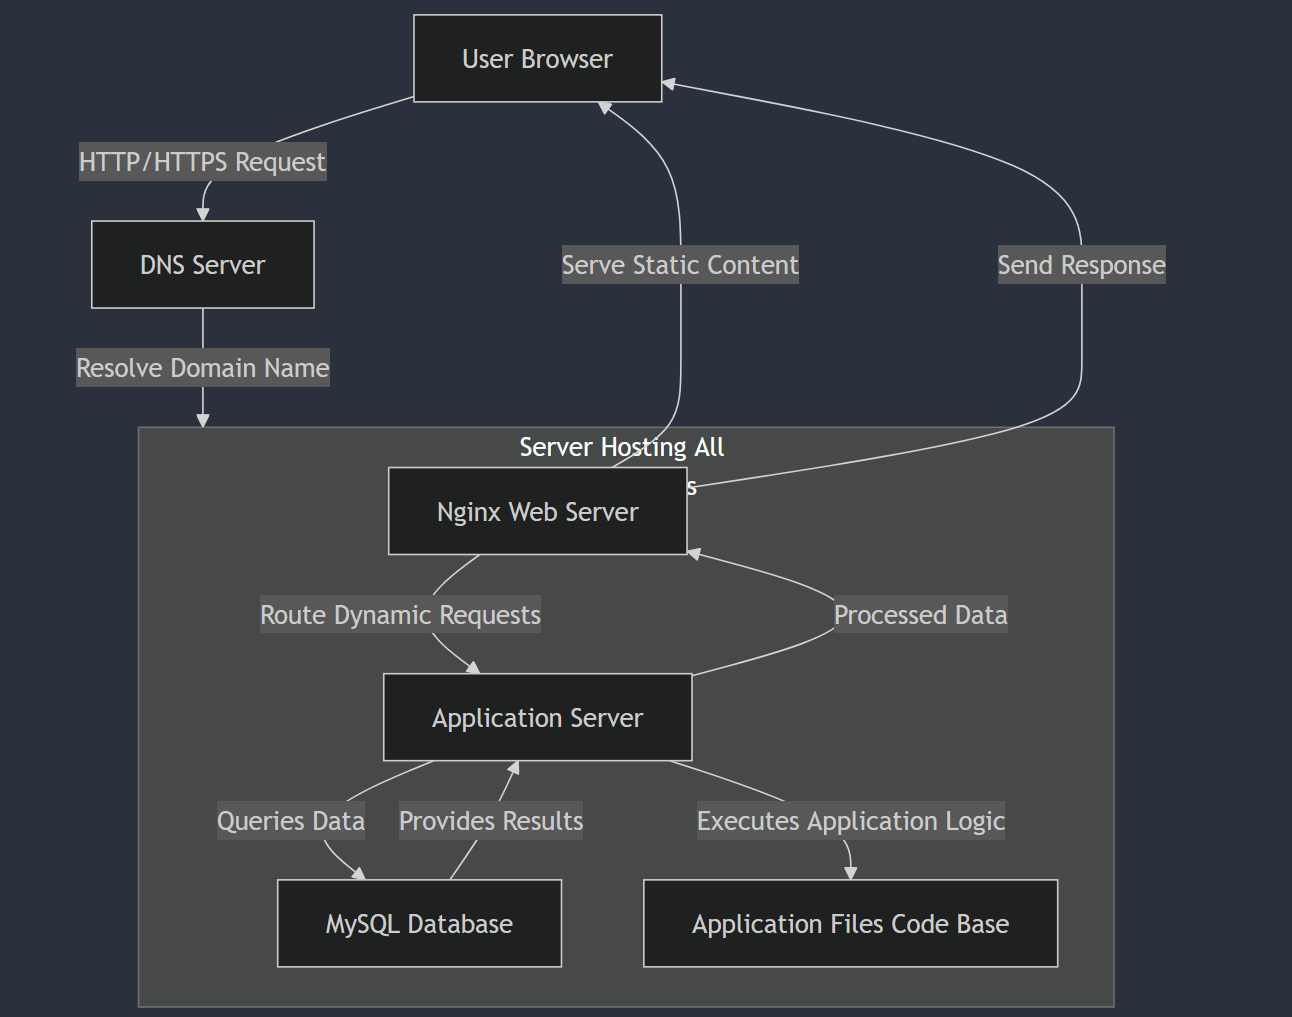 User Browser
HTTP/HTTPS Request
DNS Server
Serve Static Content
Send Response
Resolve Domain Name
Server Hosting All
Nginx Web Server
Route Dynamic Requests
Processed Data
Application Server
Queries Data
Provides Results
Executes Application Logic
MySQL Database
Application Files Code Base